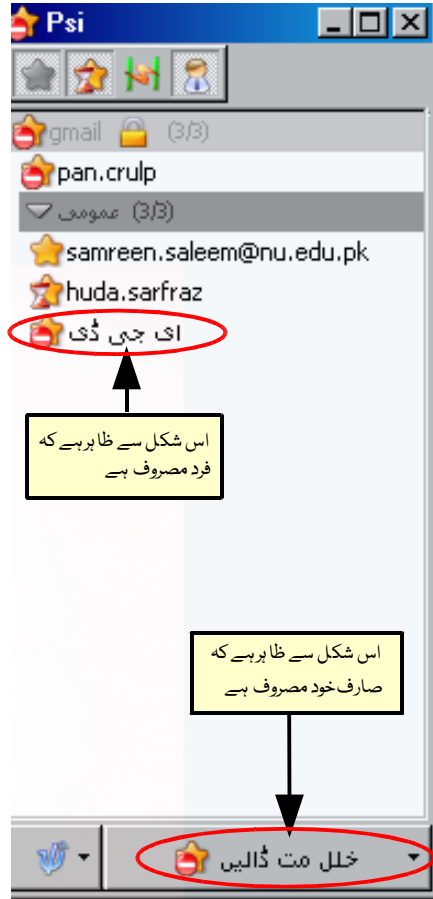 Psi
gmail (3/3)
pan.crulp
عمومی (3/3)
samreen.saleem@nu.edu.pk
huda.sarfraz
ای جی ڈی
اس شکل سے ظاہر ہے کہ
فرد مصروف ہے
اس شکل سے ظاہر ہے کہ
صارف خود مصروف ہے
خلل مت ڈالیں